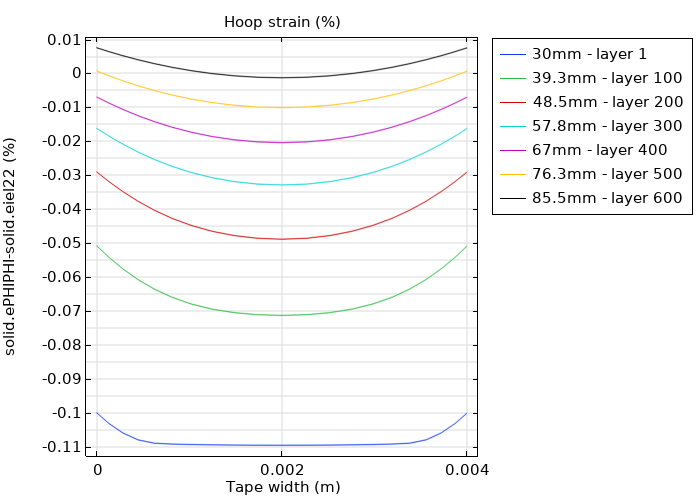 Hoop strain (%)
solid.ePHIPHI-solid.eiel22 (%)
0.01
0
-0.01
-0.02
-0.03
-0.04
-0.05
-0.06
-0.07
-0.08
-0.09
-0.1
-0.11
0
0.002
0.004
Tape width (m)
30mm - layer 1
39.3mm - layer 100
48.5mm - layer 200
57.8mm - layer 300
67mm - layer 400
76.3mm - layer 500
85.5mm - layer 600